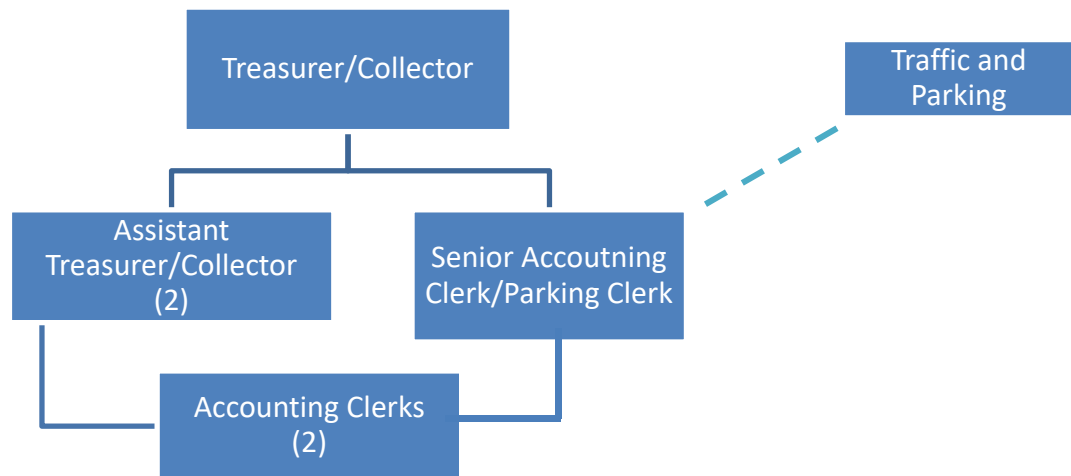 Treasurer/Collector
Traffic and
Parking
Assistant
Treasurer/Collector
(2)
Senior Accoutning
Clerk/Parking Clerk
Accounting Clerks
(2)